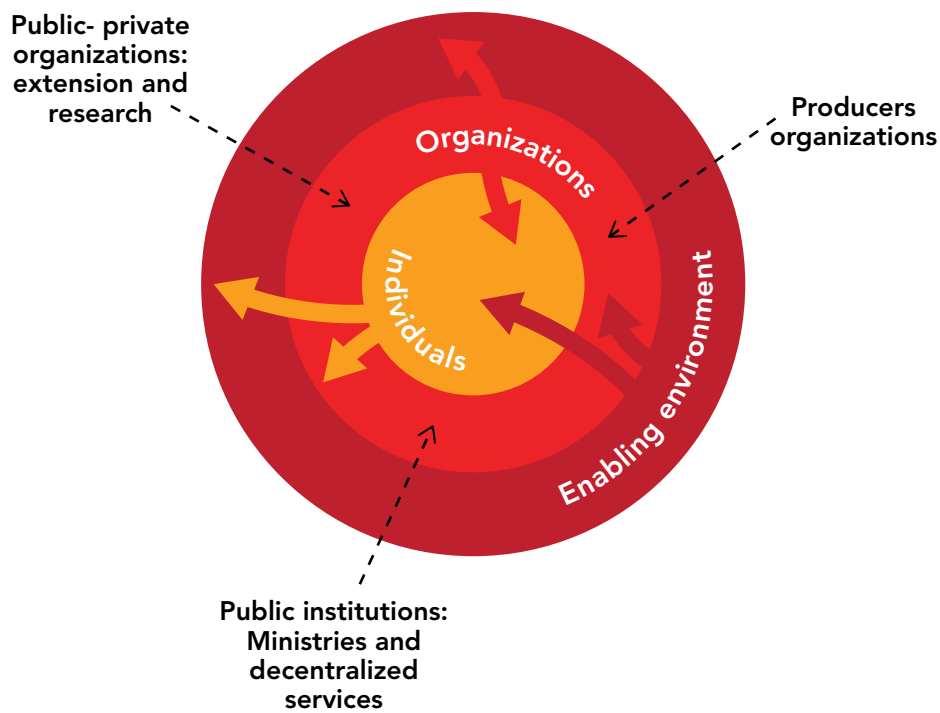 Public- private
organizations:
extension and
research
Producers
organizations
Organizations
Individuals
Enabling environment
Public institutions:
Ministries and
decentralized
services